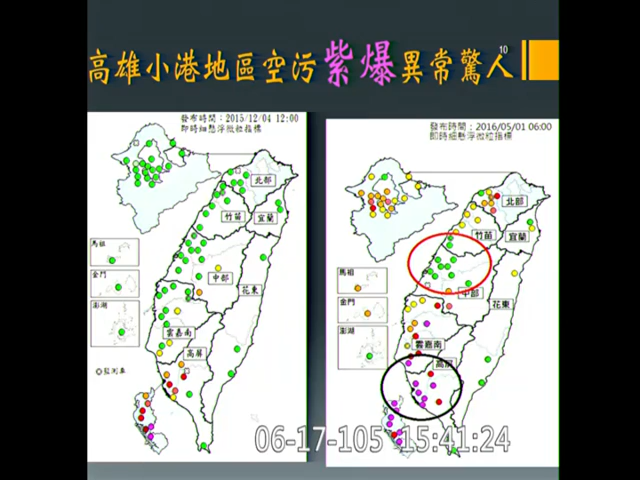 高雄小港地區空污紫爆異常驚人
10
發布時間：2015/12/04 12:00
即時細懸浮微粒指標
北部
竹苗
宜蘭
馬祖
金門
澎湖
中部
花東
雲嘉南
高屏
監測車
發布時間：2016/05/01 06:00
即時細懸浮微粒指標
北部
竹苗
宜蘭
馬祖
金門
澎湖
中部
花東
雲嘉南
高屏
06-17-105 15:41:24